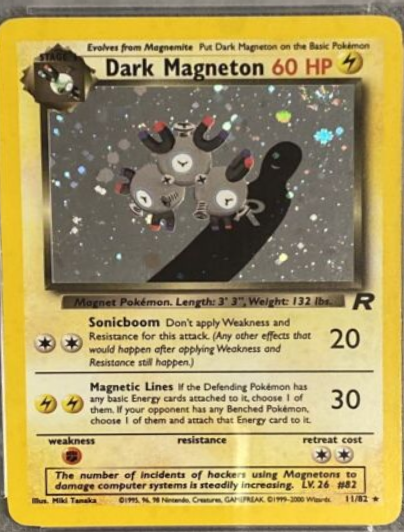 Evolves from Magnemite Put Dark Magneton on the Basic Pokémon
STAGE 1
Dark Magneton 60 HP
Magnet Pokémon. Length: 3' 3", Weight: 132 lbs.
R
Sonicboom Don't apply Weakness and
Resistance for this attack. (Any other effects that
would happen after applying Weakness and
Resistance still happen.)
20
Magnetic Lines If the Defending Pokémon has
any basic Energy cards attached to it, choose 1 of
them. If your opponent has any Benched Pokémon,
choose 1 of them and attach that Energy card to it.
30
weakness resistance retreat cost
The number of incidents of hackers using Magnetons to
damage computer systems is steadily increasing. LV. 26 #82
Illus. Miki Tanaka ©1995, 96, 98 Nintendo, Creatures, GAMEFREAK. ©1999-2000 Wizards. 11/82